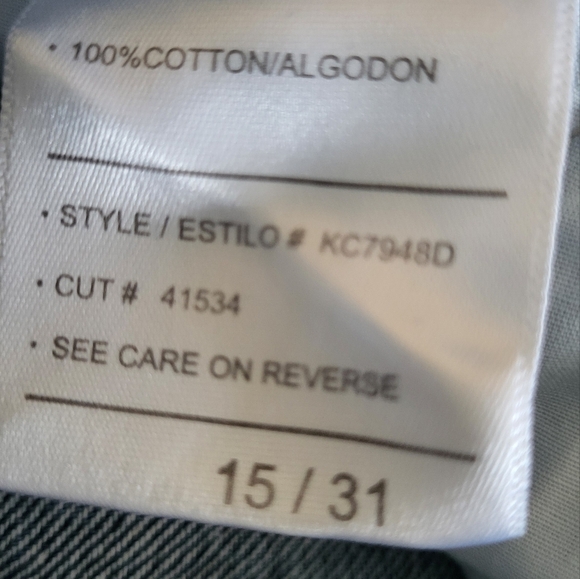 · 100%COTTON/ALGODON
· STYLE / ESTILO # KC7948D
· CUT # 41534
· SEE CARE ON REVERSE
15 / 31